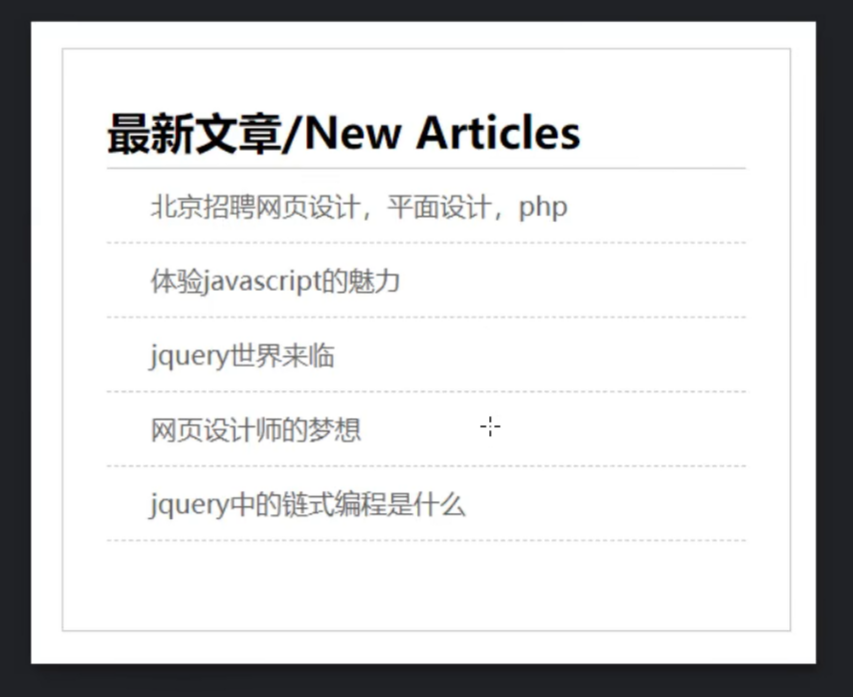 最新文章/New Articles
北京招聘网页设计，平面设计，php
体验javascript的魅力
jquery世界来临
网页设计师的梦想
jquery中的链式编程是什么